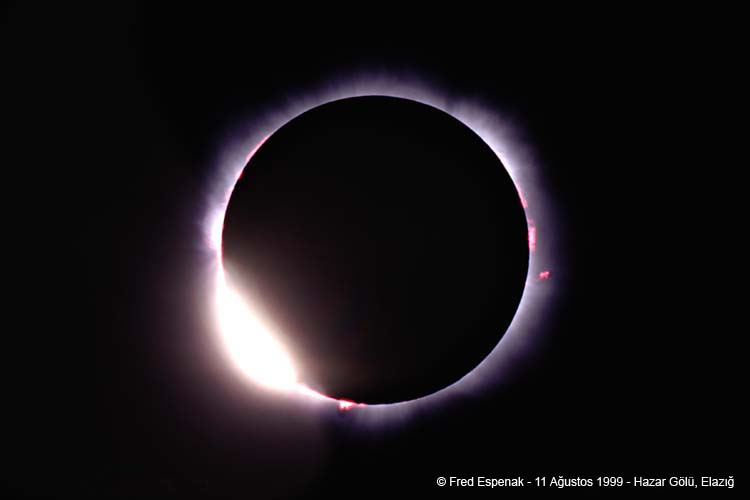 © Fred Espenak - 11 Ağustos 1999 - Hazar Gölü, Elazığ